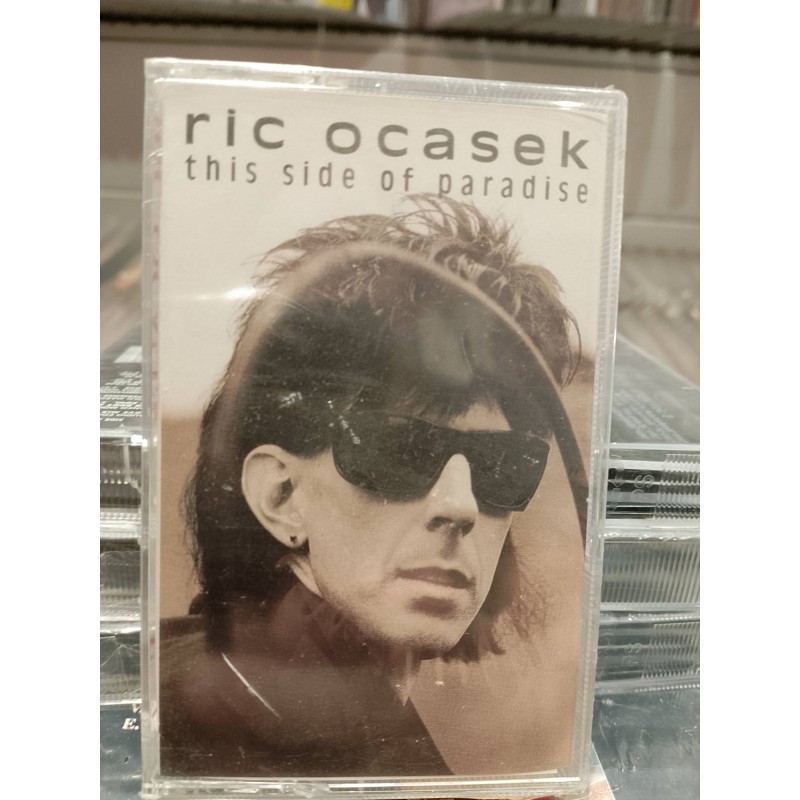 ric ocasek
this side of paradise